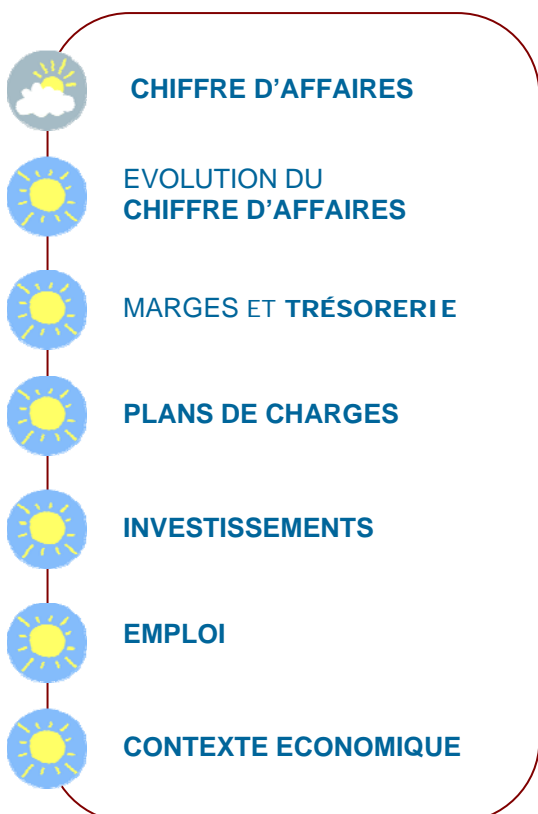 CHIFFRE D'AFFAIRES
EVOLUTION DU
CHIFFRE D'AFFAIRES
MARGES ET TRÉSORERIE
PLANS DE CHARGES
INVESTISSEMENTS
EMPLOI
CONTEXTE ECONOMIQUE